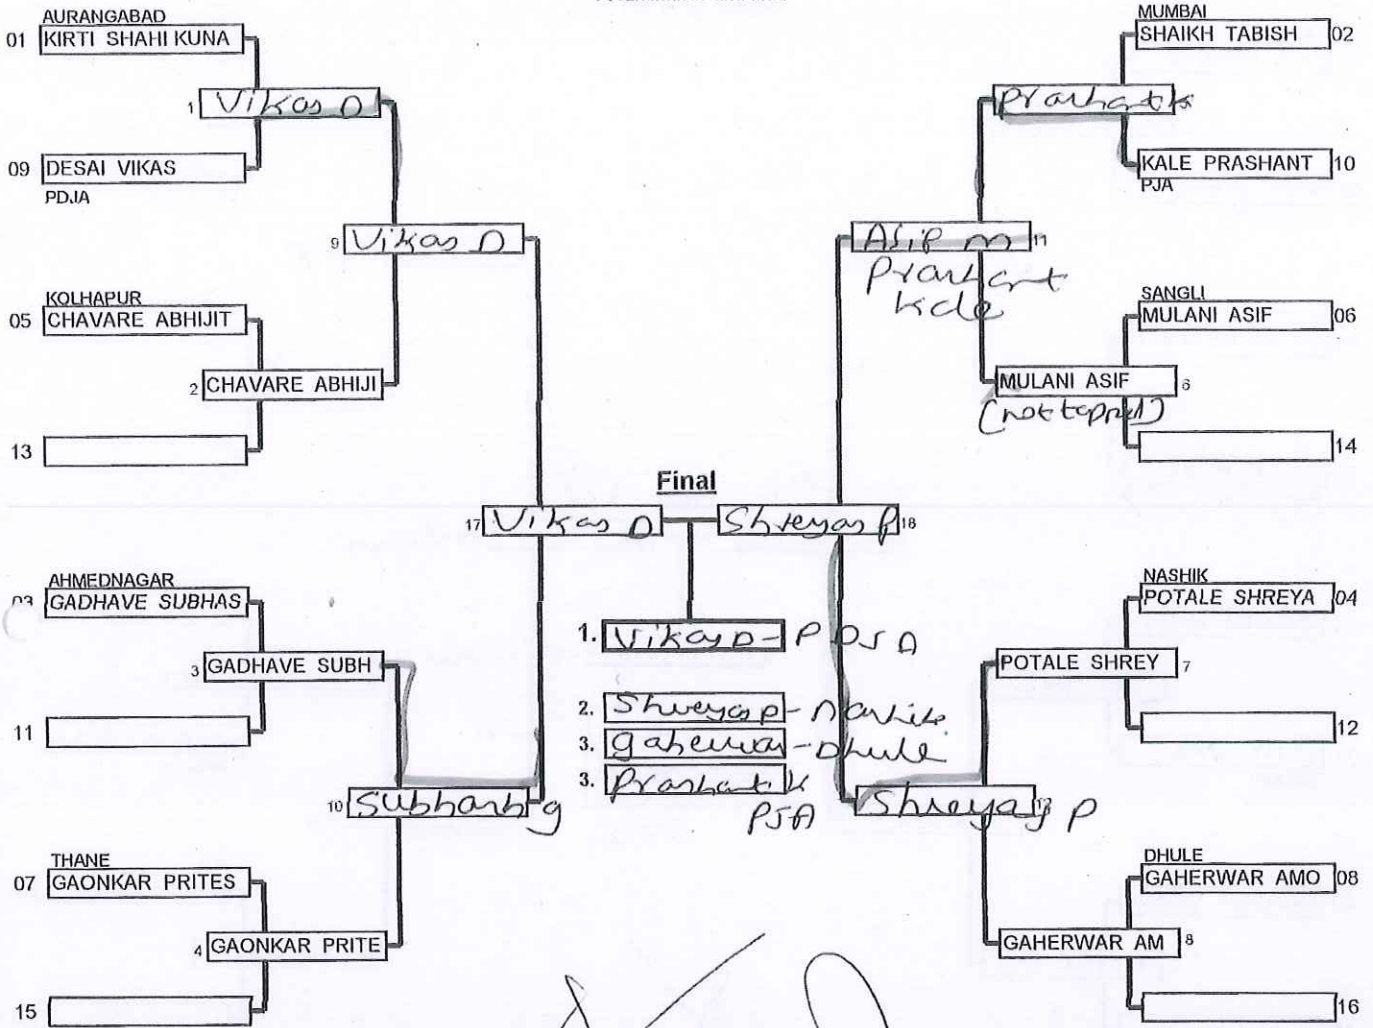 AURANGABAD
01 KIRTI SHAHI KUNA
1 Vikas D
09 DESAI VIKAS
PDJA
9 Vikas D
KOLHAPUR
05 CHAVARE ABHIJIT
2 CHAVARE ABHIJI
13
17 Vikas D
AHMEDNAGAR
03 GADHAVE SUBHAS
3 GADHAVE SUBH
11
10 Subhash g
THANE
07 GAONKAR PRITES
4 GAONKAR PRITE
15
Final
1. Vikas D - PDJA
2. Shreyas p - Nashik
3. gaherwar - Dhule
3. Prashant K
PJA
MUMBAI
SHAIKH TABISH 02
Prashant k
KALE PRASHANT 10
PJA
Asif m 11
Prashant
Kale
SANGLI
MULANI ASIF 06
MULANI ASIF 6
14
Shreyas P 18
NASHIK
POTALE SHREYA 04
POTALE SHREY 7
12
Shreyas P
DHULE
GAHERWAR AMO 08
GAHERWAR AM 8
16